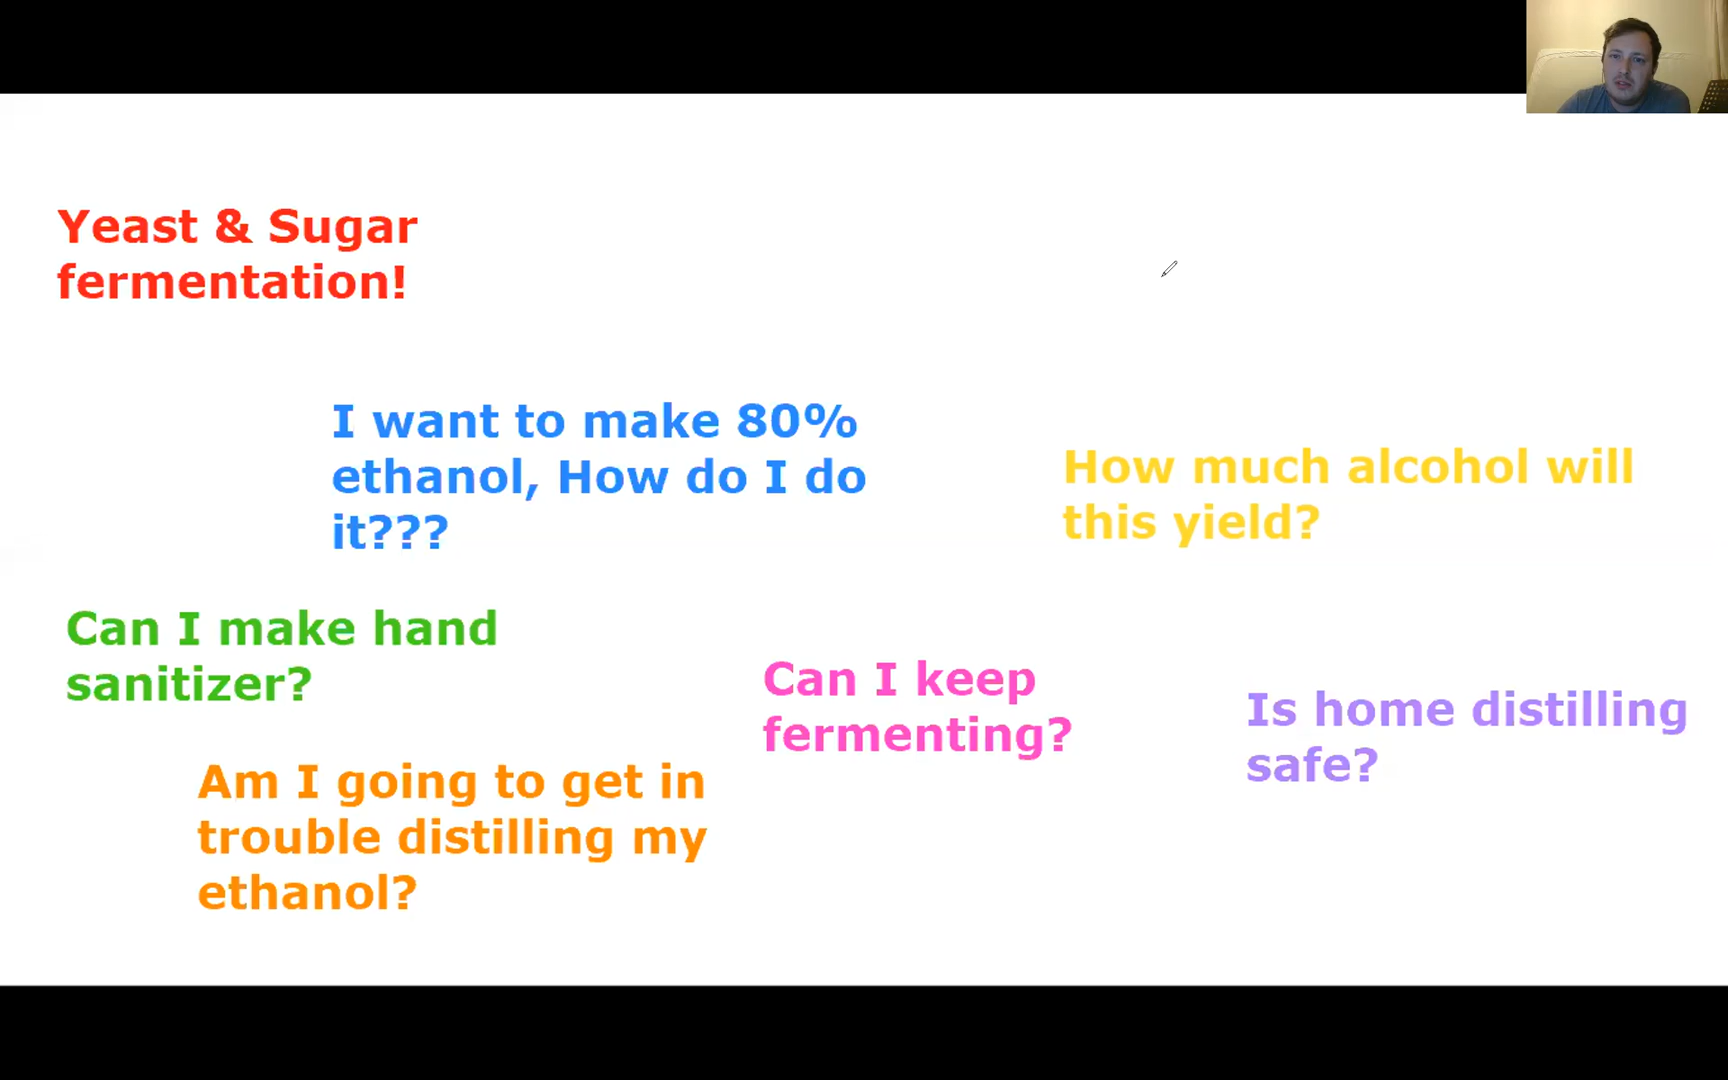 Yeast & Sugar
fermentation!
I want to make 80%
ethanol, How do I do
it???
How much alcohol will
this yield?
Can I make hand
sanitizer?
Can I keep
fermenting?
Is home distilling
safe?
Am I going to get in
trouble distilling my
ethanol?